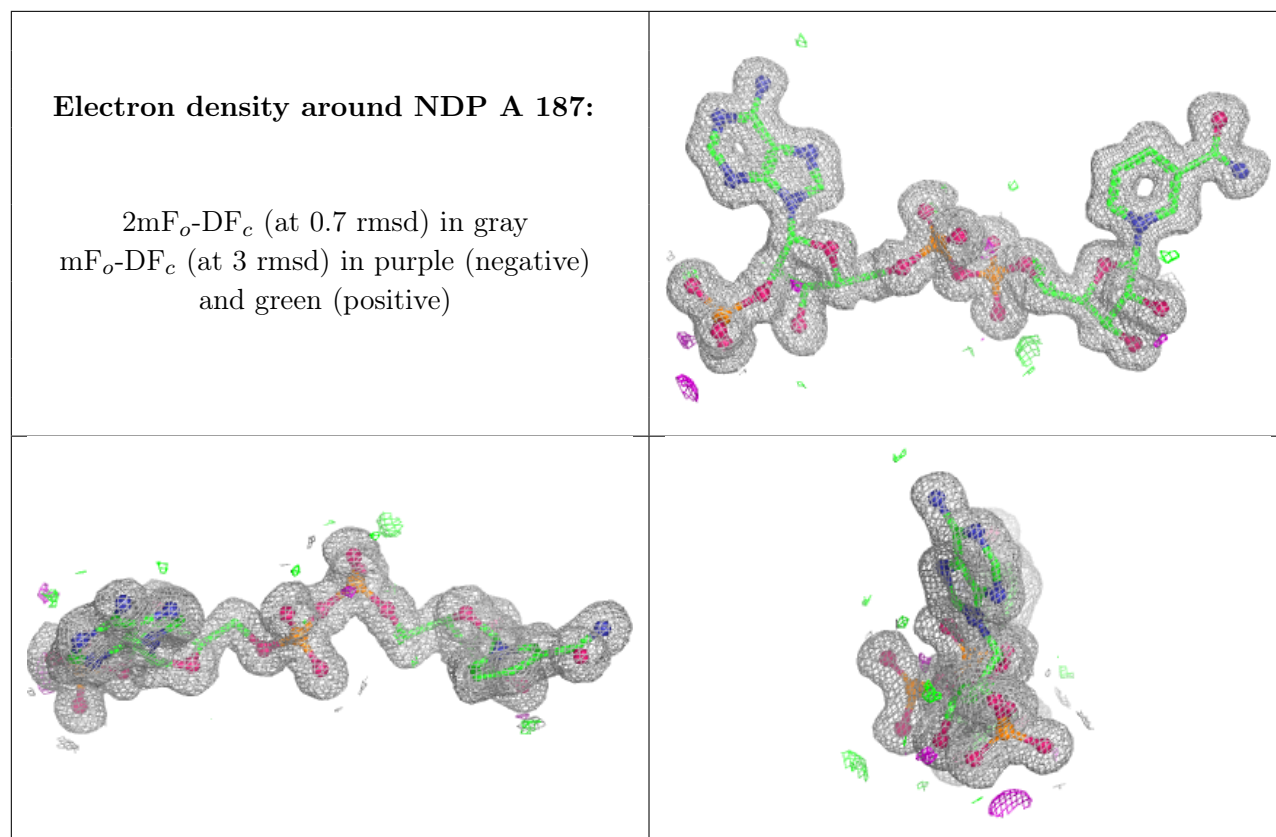 Electron density around NDP A 187:
2mFₒ-DF𝒸 (at 0.7 rmsd) in gray
mFₒ-DF𝒸 (at 3 rmsd) in purple (negative)
and green (positive)